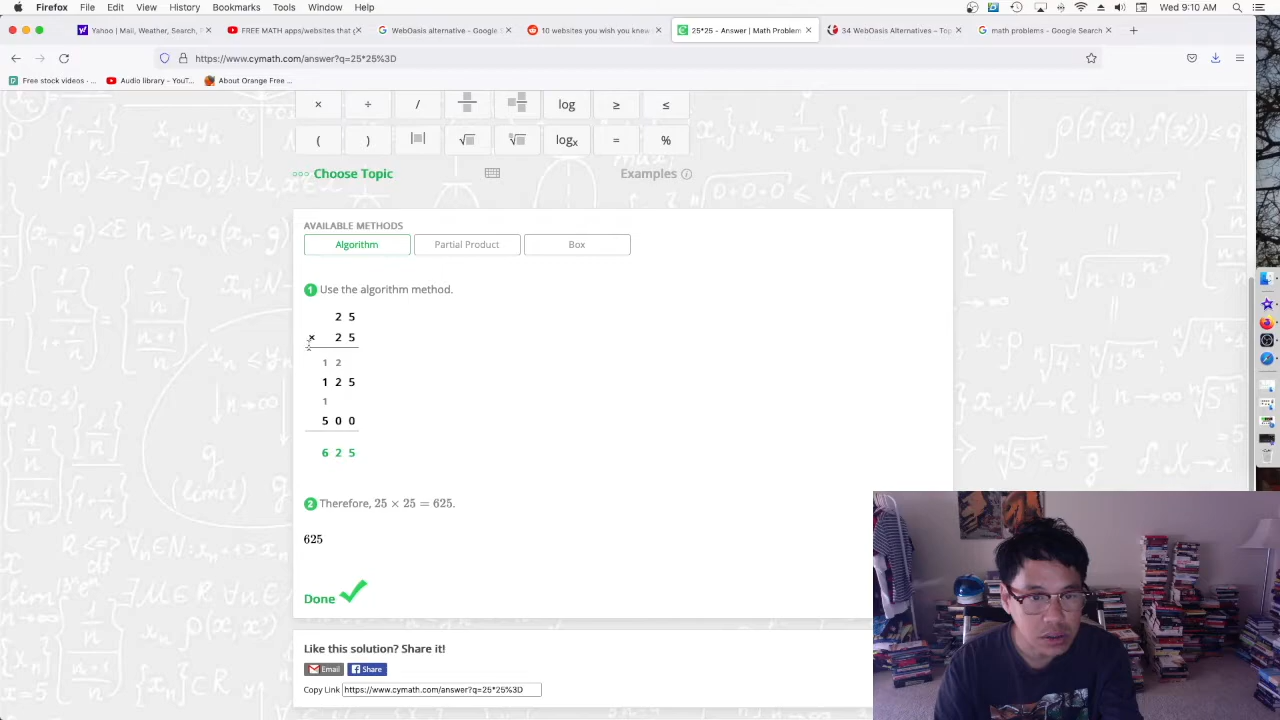 Firefox File Edit View History Bookmarks Tools Window Help Wed 9:10 AM
Yahoo | Mail, Weather, Search, FREE MATH apps/websites that WebOasis alternative - Google S 10 websites you wish you knew 25*25 - Answer | Math Problem 34 WebOasis Alternatives - Top math problems - Google Search
https://www.cymath.com/answer?q=25*25%3D
Free stock videos - ... Audio library - YouT... About Orange Free ...
× ÷ / log ≥ ≤
( ) |□| √ √ logx = %
Choose Topic Examples
AVAILABLE METHODS
Algorithm Partial Product Box
1 Use the algorithm method.
2 5
× 2 5
1 2
1 2 5
1
5 0 0
6 2 5
2 Therefore, 25 × 25 = 625.
625
Done
Like this solution? Share it!
Email Share
Copy Link https://www.cymath.com/answer?q=25*25%3D